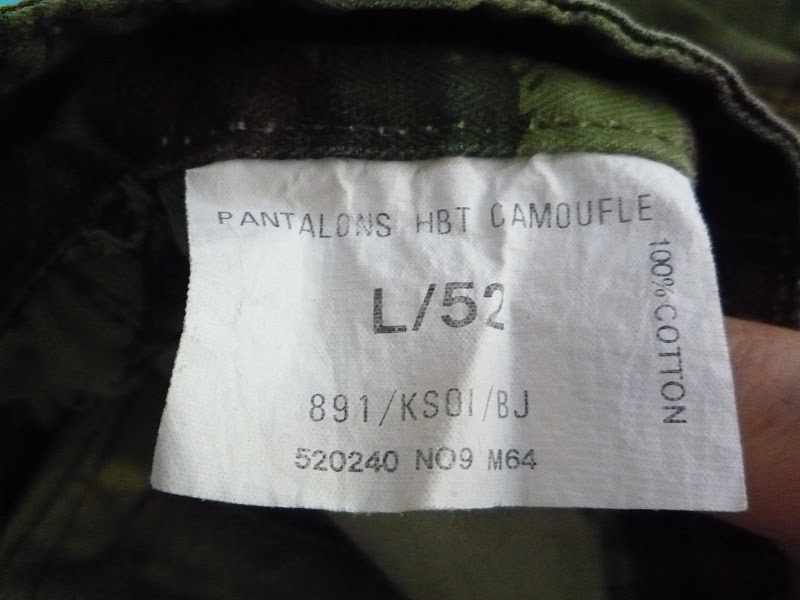 PANTALONS HBT CAMOUFLE
L/52
100% COTTON
891/KS01/BJ
520240 NO9 M64